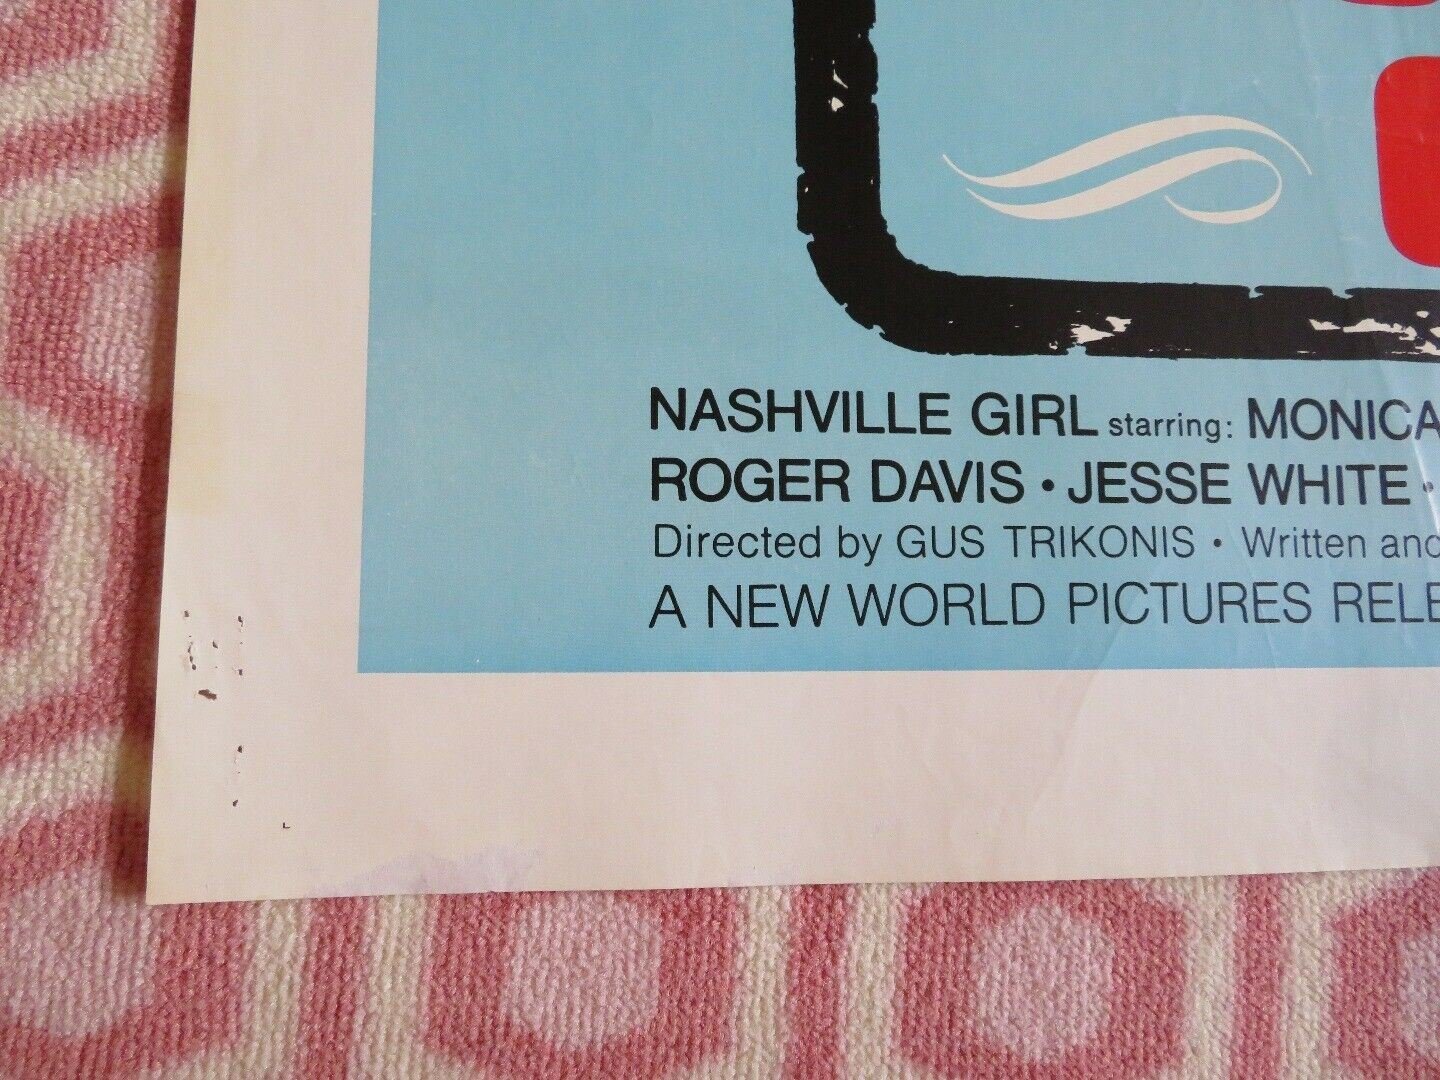 NASHVILLE GIRL starring: MONICA
ROGER DAVIS • JESSE WHITE •
Directed by GUS TRIKONIS • Written and
A NEW WORLD PICTURES RELE